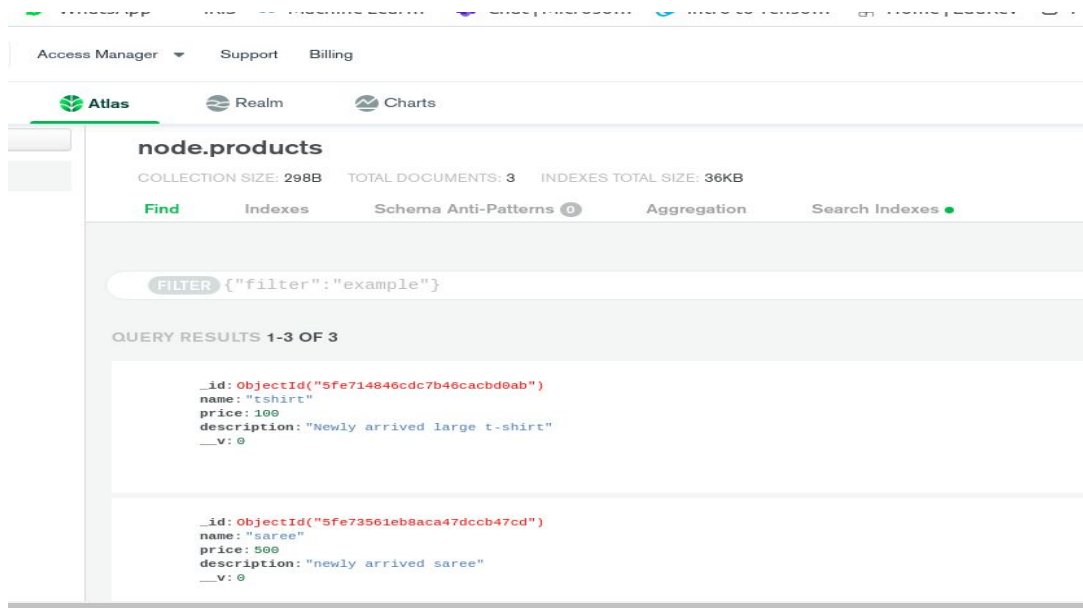 Access Manager Support Billing
Atlas Realm Charts
node.products
COLLECTION SIZE: 298B TOTAL DOCUMENTS: 3 INDEXES TOTAL SIZE: 36KB
Find Indexes Schema Anti-Patterns 0 Aggregation Search Indexes
FILTER {"filter":"example"}
QUERY RESULTS 1-3 OF 3
_id: ObjectId("5fe714846cdc7b46cacbd0ab")
name: "tshirt"
price: 100
description: "Newly arrived large t-shirt"
__v: 0
_id: ObjectId("5fe73561eb8aca47dccb47cd")
name: "saree"
price: 500
description: "newly arrived saree"
__v: 0